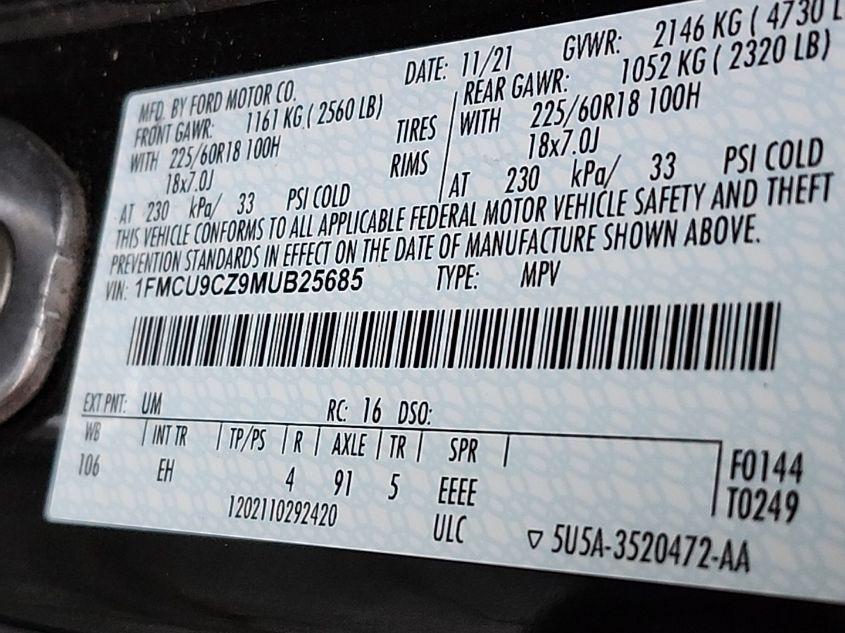 MFD. BY FORD MOTOR CO.
DATE: 11/21 GVWR: 2146 KG ( 4730 L
FRONT GAWR: 1161 KG ( 2560 LB) REAR GAWR: 1052 KG ( 2320 LB)
WITH 225/60R18 100H TIRES WITH 225/60R18 100H
18x7.0J RIMS 18x7.0J
AT 230 kPa/ 33 PSI COLD AT 230 kPa/ 33 PSI COLD
THIS VEHICLE CONFORMS TO ALL APPLICABLE FEDERAL MOTOR VEHICLE SAFETY AND THEFT
PREVENTION STANDARDS IN EFFECT ON THE DATE OF MANUFACTURE SHOWN ABOVE.
VIN: 1FMCU9CZ9MUB25685 TYPE: MPV
EXT PNT: UM RC: 16 DSO:
WB | INT TR | TP/PS | R | AXLE | TR | SPR |
106 EH 4 91 5 EEEE
F0144
T0249
1202110292420 ULC ▽ 5U5A-3520472-AA